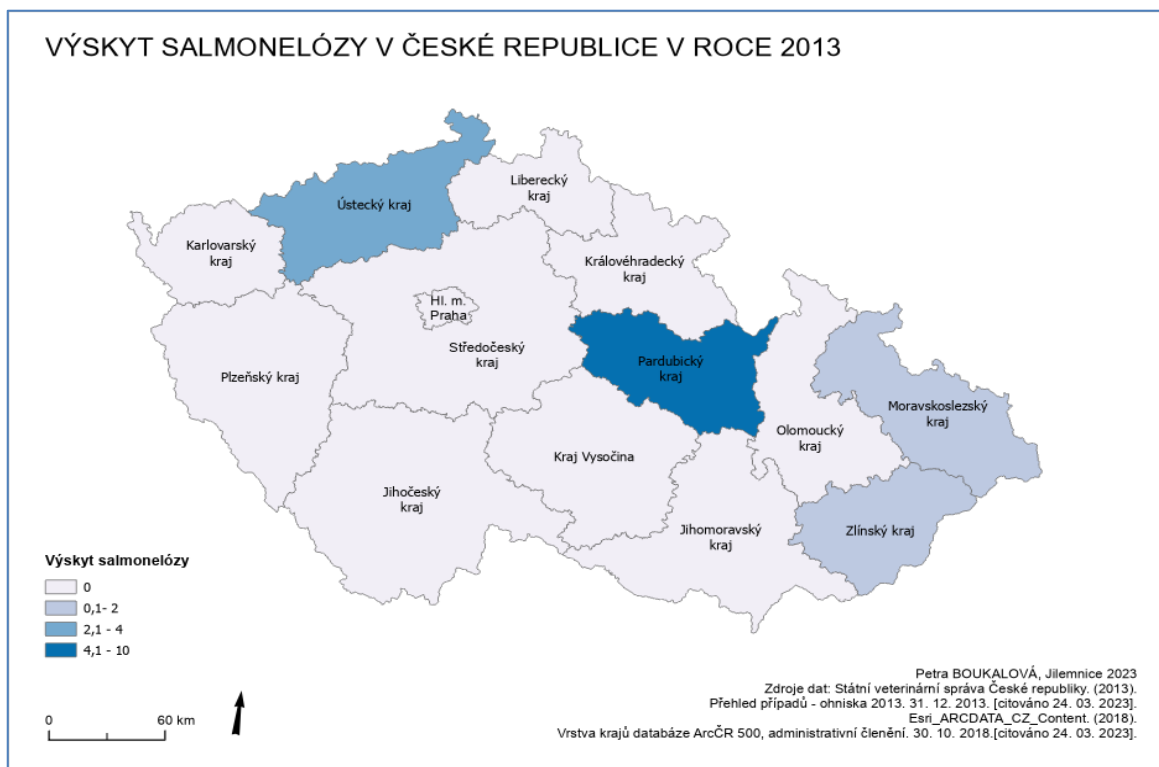 VÝSKYT SALMONELÓZY V ČESKÉ REPUBLICE V ROCE 2013
Liberecký
kraj
Ústecký kraj
Karlovarský
kraj
Královéhradecký
kraj
Hl. m.
Praha
Středočeský
kraj
Pardubický
kraj
Plzeňský kraj
Moravskoslezský
kraj
Olomoucký
kraj
Kraj Vysočina
Jihočeský
kraj
Jihomoravský
kraj
Zlínský kraj
Výskyt salmonelózy
0
0,1- 2
2,1 - 4
4,1 - 10
0 60 km
Petra BOUKALOVÁ, Jilemnice 2023
Zdroje dat: Státní veterinární správa České republiky. (2013).
Přehled případů - ohniska 2013. 31. 12. 2013. [citováno 24. 03. 2023].
Esri_ARCDATA_CZ_Content. (2018).
Vrstva krajů databáze ArcČR 500, administrativní členění. 30. 10. 2018.[citováno 24. 03. 2023].